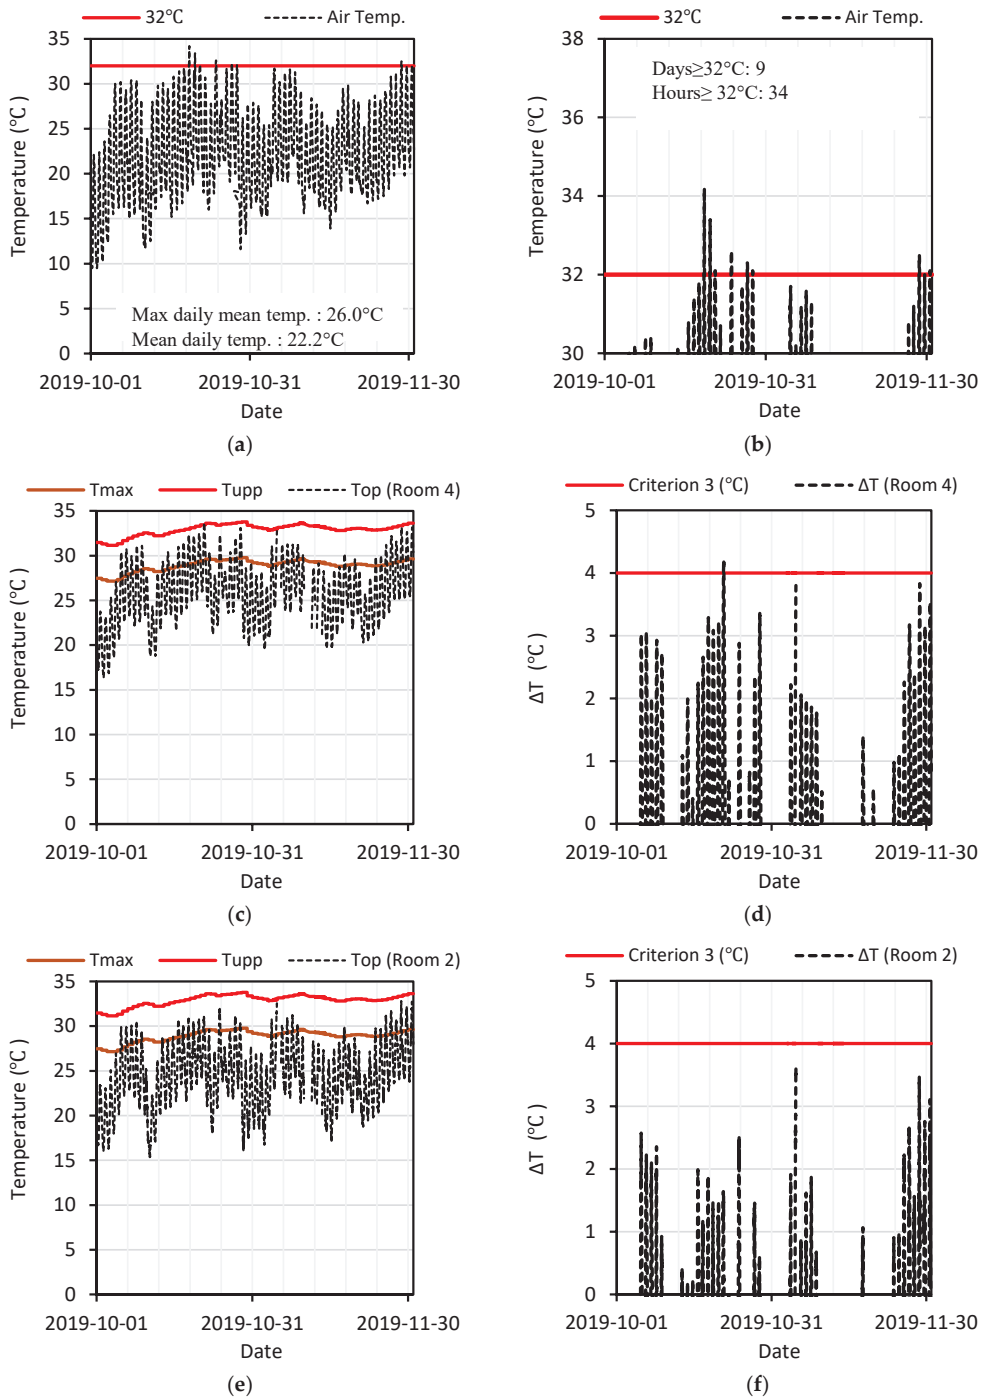 32℃ Air Temp.
35
30
25
20
15
10
5
0
Temperature (℃)
Max daily mean temp. : 26.0°C
Mean daily temp. : 22.2°C
2019-10-01 2019-10-31 2019-11-30
Date
(a)
32℃ Air Temp.
38
36
34
32
30
Temperature (℃)
Days≥32°C: 9
Hours≥ 32°C: 34
2019-10-01 2019-10-31 2019-11-30
Date
(b)
Tmax Tupp Top (Room 4)
35
30
25
20
15
10
5
0
Temperature (℃)
2019-10-01 2019-10-31 2019-11-30
Date
(c)
Criterion 3 (℃) ΔT (Room 4)
5
4
3
2
1
0
ΔT (℃)
2019-10-01 2019-10-31 2019-11-30
Date
(d)
Tmax Tupp Top (Room 2)
35
30
25
20
15
10
5
0
Temperature (℃)
2019-10-01 2019-10-31 2019-11-30
Date
(e)
Criterion 3 (℃) ΔT (Room 2)
5
4
3
2
1
0
ΔT (℃)
2019-10-01 2019-10-31 2019-11-30
Date
(f)